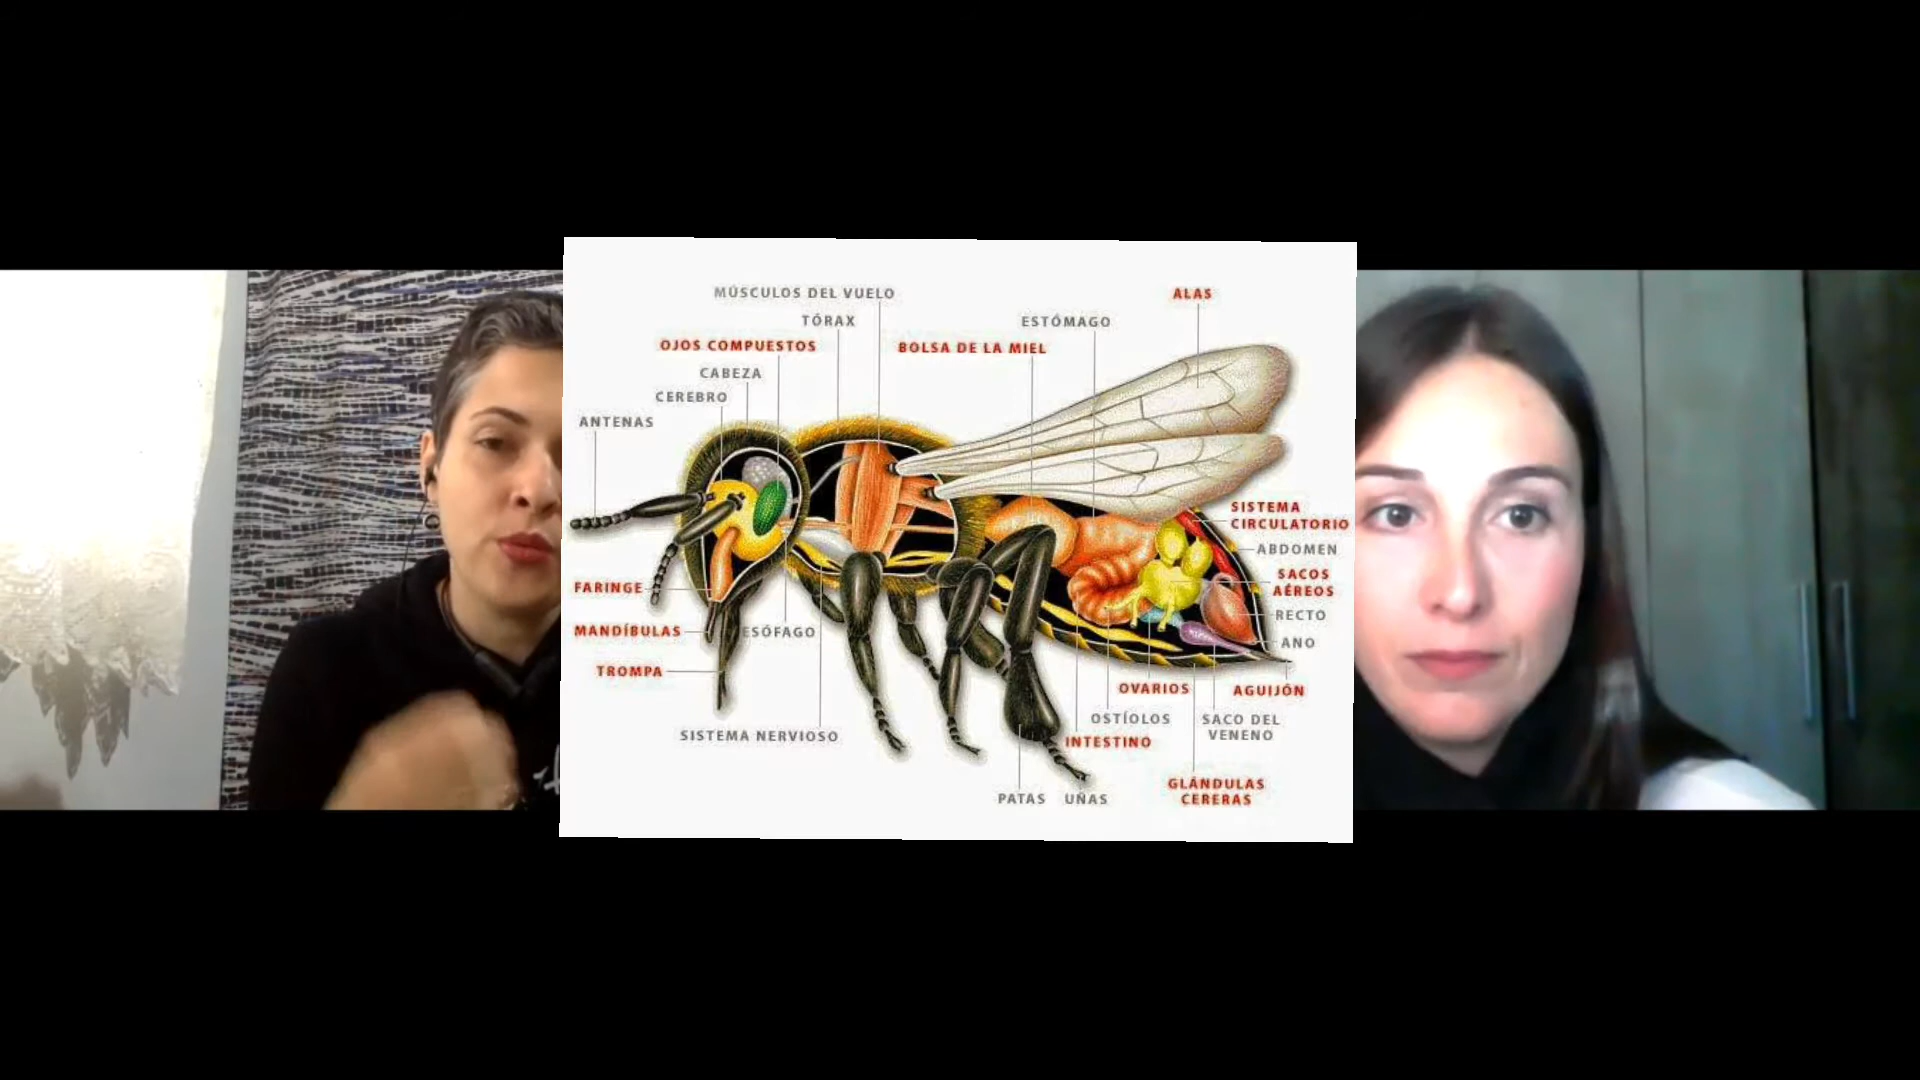 MÚSCULOS DEL VUELO
ALAS
TÓRAX
ESTÓMAGO
OJOS COMPUESTOS
BOLSA DE LA MIEL
CABEZA
CEREBRO
ANTENAS
SISTEMA
CIRCULATORIO
ABDOMEN
SACOS
AÉREOS
FARINGE
RECTO
MANDÍBULAS
ESÓFAGO
ANO
TROMPA
OVARIOS
AGUIJÓN
OSTÍOLOS
SACO DEL
VENENO
SISTEMA NERVIOSO
INTESTINO
GLÁNDULAS
CERERAS
PATAS
UÑAS